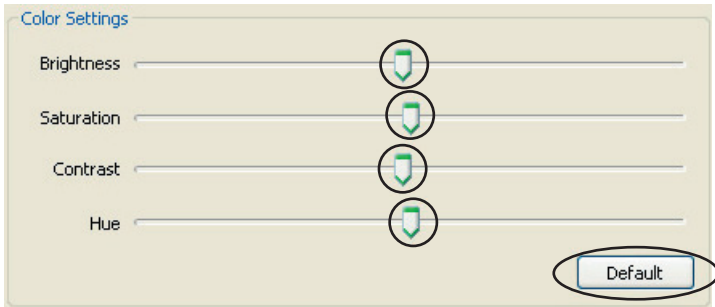 Color Settings
Brightness
Saturation
Contrast
Hue
Default